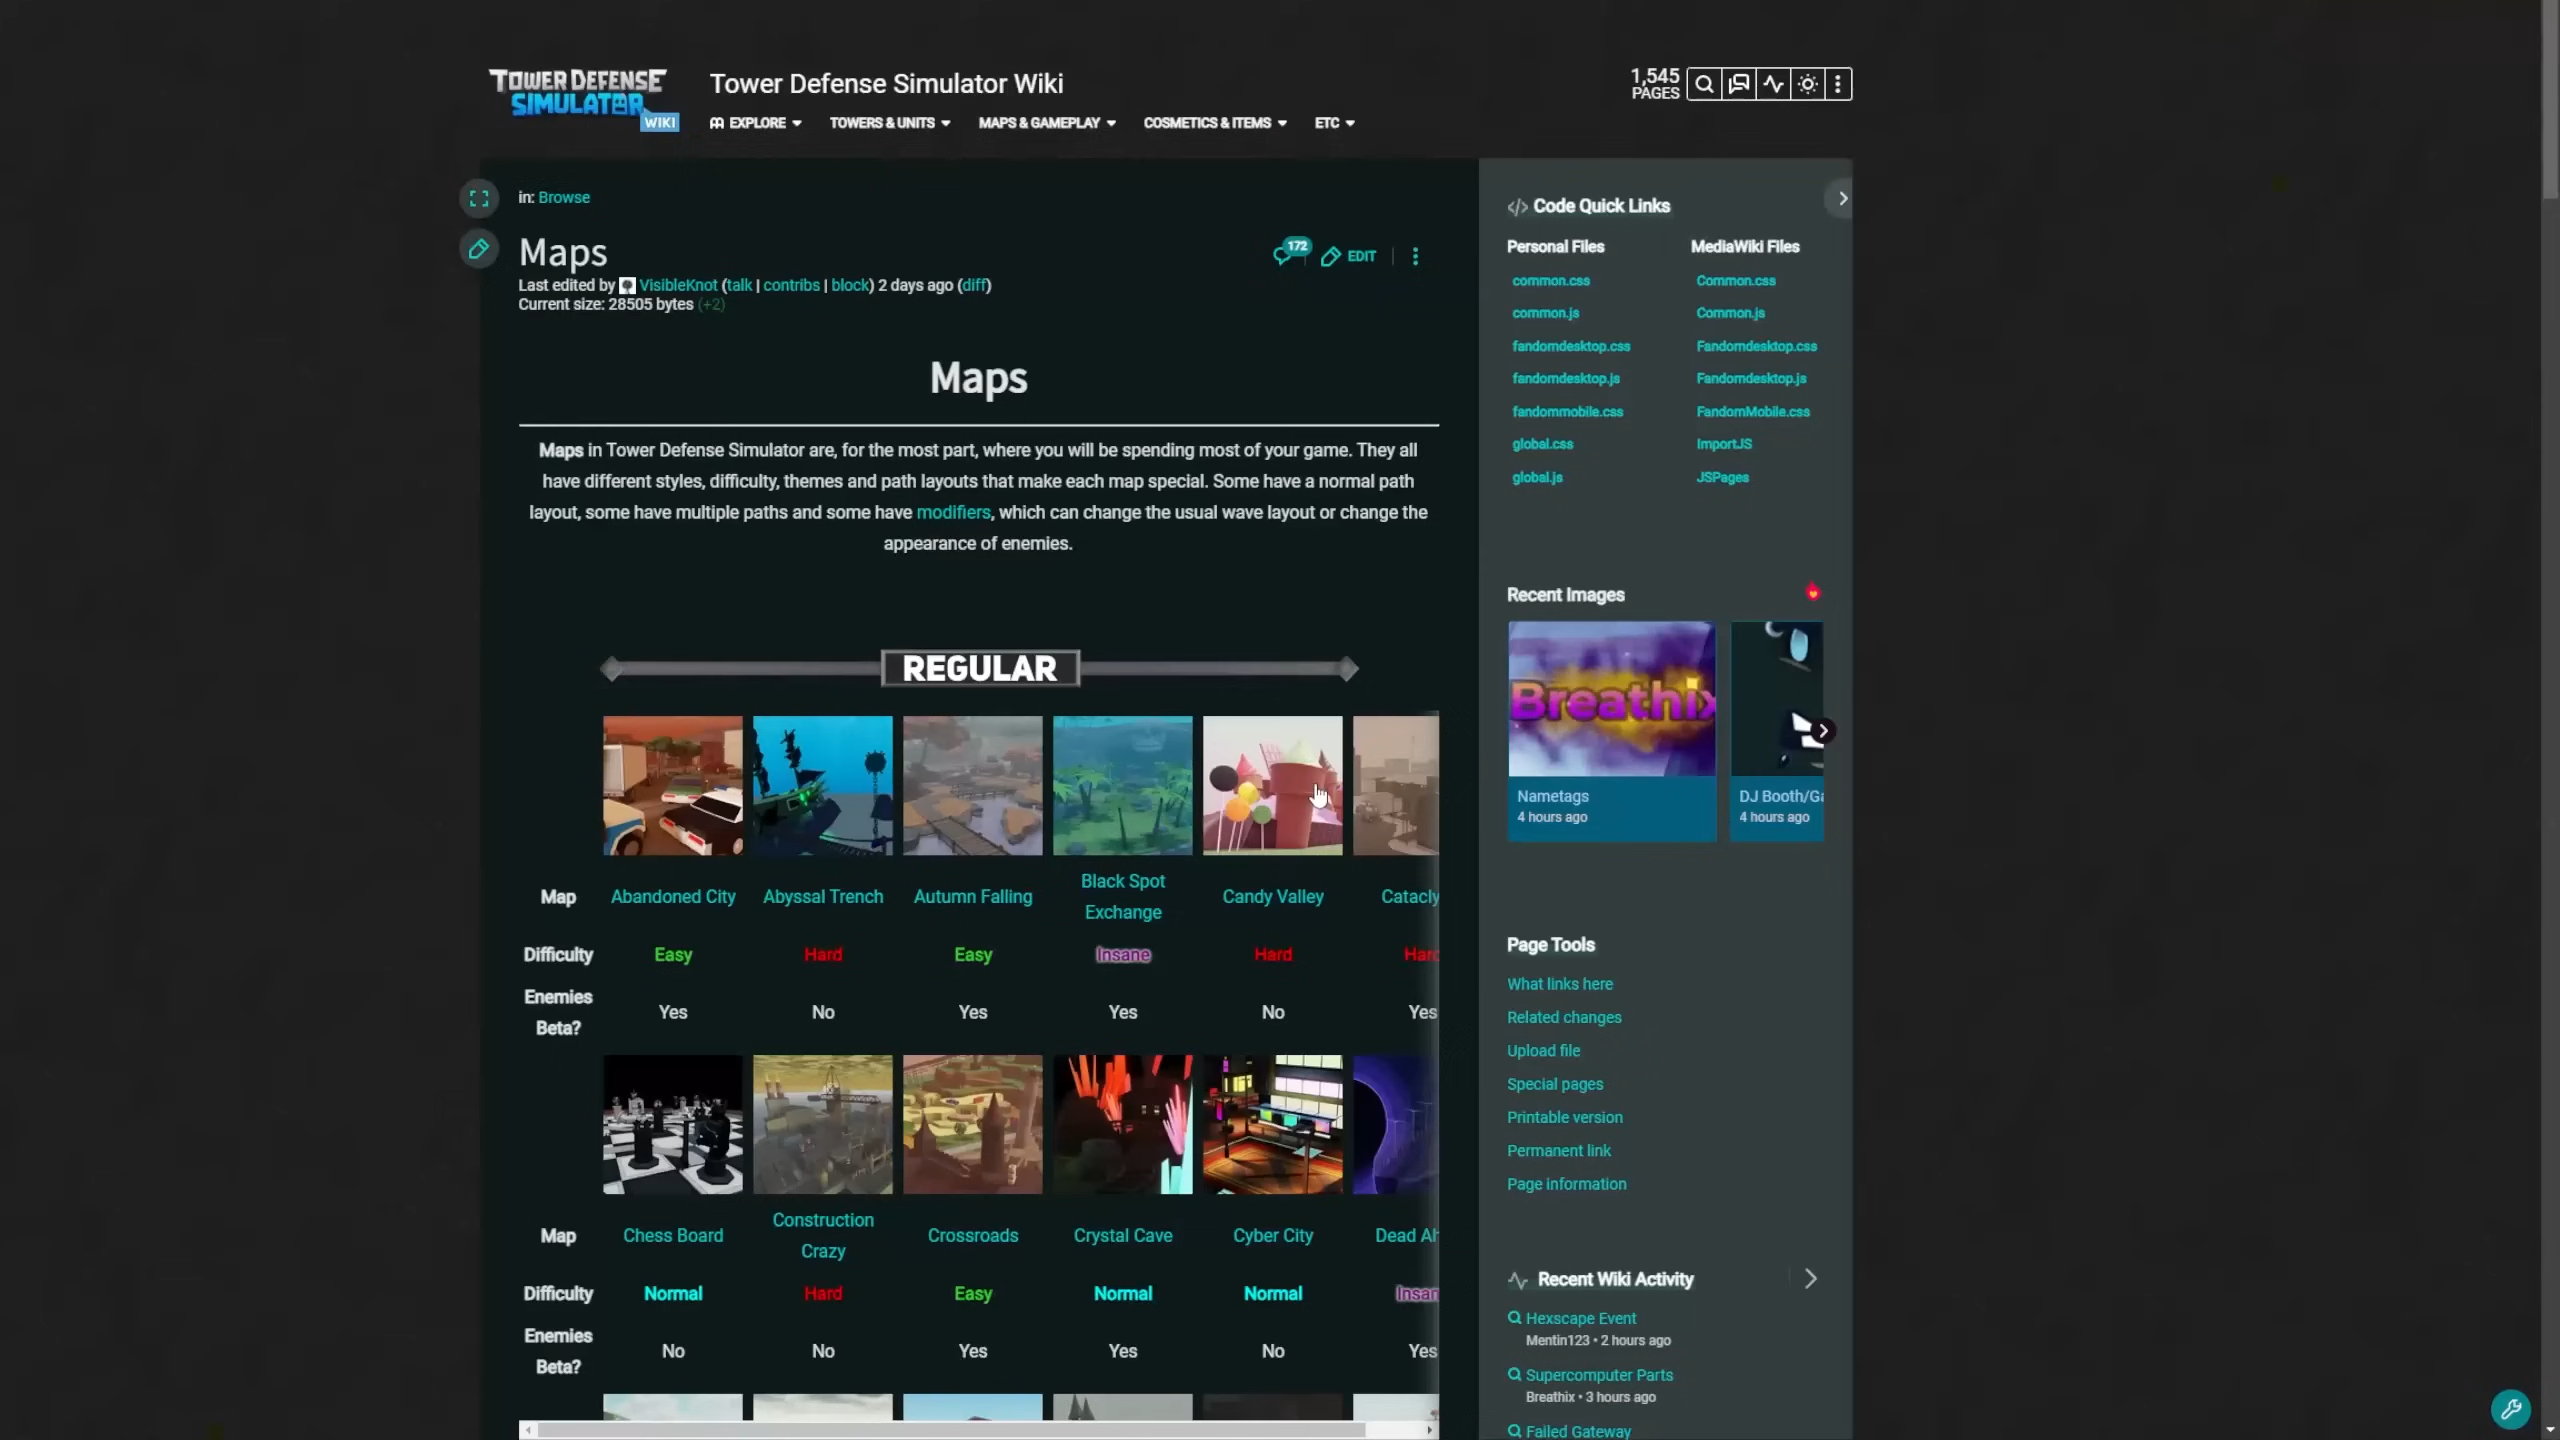 TOWER DEFENSE
SIMULATOR
WIKI
Tower Defense Simulator Wiki
EXPLORE
TOWERS & UNITS
MAPS & GAMEPLAY
COSMETICS & ITEMS
ETC
1,545
PAGES
in: Browse
Maps
172
EDIT
Last edited by VisibleKnot (talk | contribs | block) 2 days ago (diff)
Current size: 28505 bytes (+2)
Maps
Maps in Tower Defense Simulator are, for the most part, where you will be spending most of your game. They all
have different styles, difficulty, themes and path layouts that make each map special. Some have a normal path
layout, some have multiple paths and some have modifiers, which can change the usual wave layout or change the
appearance of enemies.
REGULAR
Map Abandoned City Abyssal Trench Autumn Falling Black Spot Exchange Candy Valley Catacly
Difficulty Easy Hard Easy Insane Hard Hard
Enemies Beta? Yes No Yes Yes No Yes
Map Chess Board Construction Crazy Crossroads Crystal Cave Cyber City Dead Ah
Difficulty Normal Hard Easy Normal Normal Insan
Enemies Beta? No No Yes Yes No Yes
</> Code Quick Links
Personal Files MediaWiki Files
common.css Common.css
common.js Common.js
fandomdesktop.css Fandomdesktop.css
fandomdesktop.js Fandomdesktop.js
fandommobile.css FandomMobile.css
global.css ImportJS
global.js JSPages
Recent Images
Breathix
Nametags
4 hours ago
DJ Booth/Ga
4 hours ago
Page Tools
What links here
Related changes
Upload file
Special pages
Printable version
Permanent link
Page information
Recent Wiki Activity
Hexscape Event
Mentin123 • 2 hours ago
Supercomputer Parts
Breathix • 3 hours ago
Failed Gateway